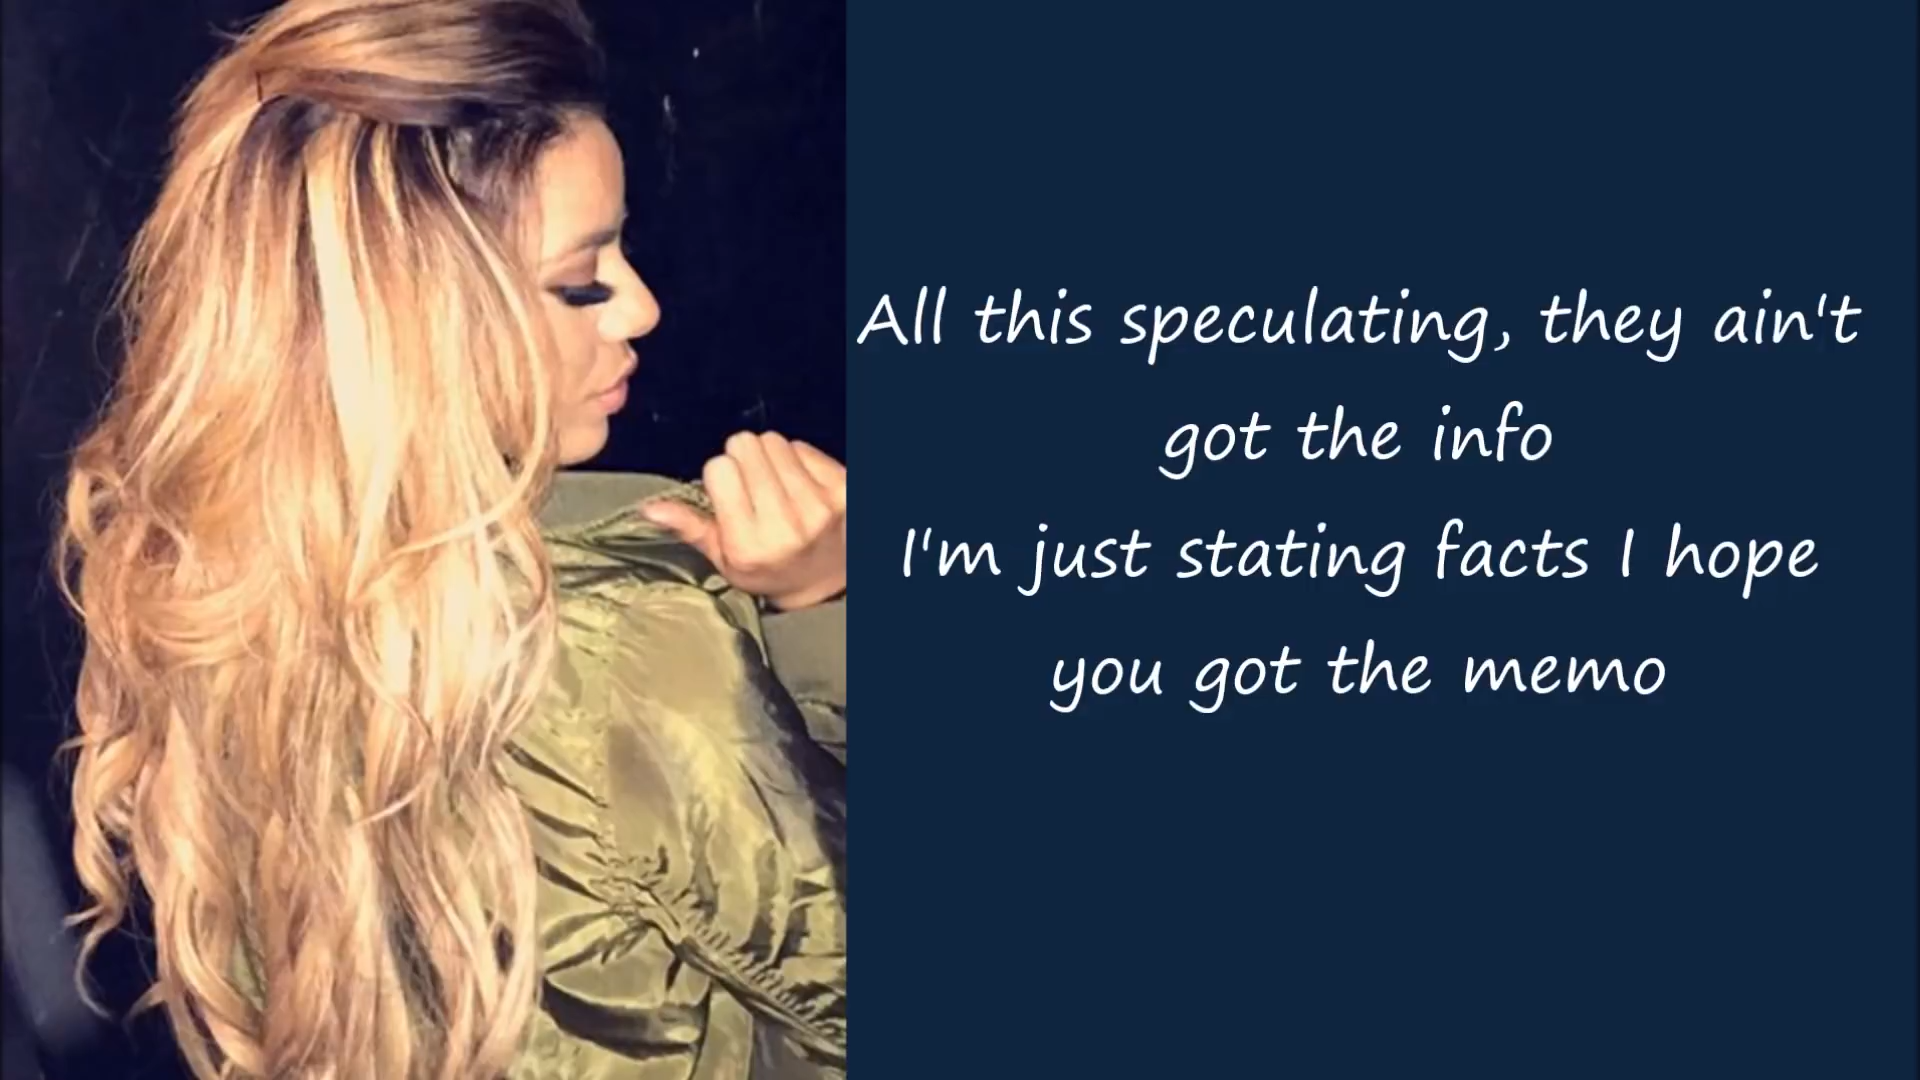 All this speculating, they ain't
got the info
I'm just stating facts I hope
you got the memo